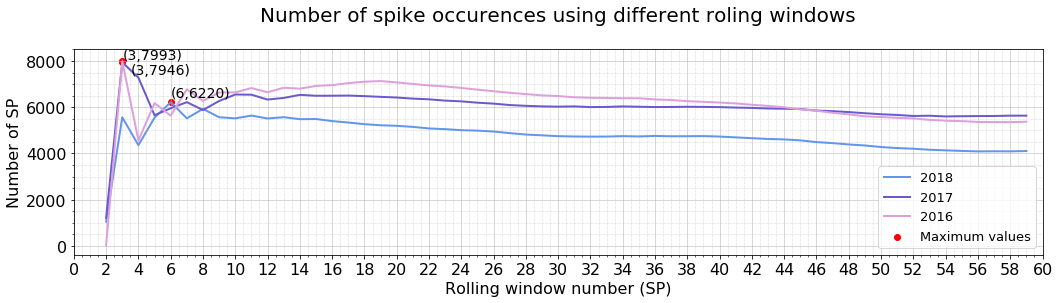 Number of spike occurences using different roling windows
(3,7993)
(3,7946)
(6,6220)
8000
6000
4000
2000
0
Number of SP
2018
2017
2016
Maximum values
0 2 4 6 8 10 12 14 16 18 20 22 24 26 28 30 32 34 36 38 40 42 44 46 48 50 52 54 56 58 60
Rolling window number (SP)